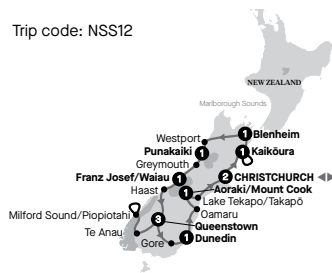 Trip code: NSS12
NEW ZEALAND
Marlborough Sounds
Westport
1 Blenheim
Punakaiki 1
1 Kaikōura
Greymouth
Franz Josef/Waiau 1
2 CHRISTCHURCH
Haast
1 Aoraki/Mount Cook
Lake Tekapo/Takapō
Milford Sound/Piopiotahi
Oamaru
3 Queenstown
Te Anau
1 Dunedin
Gore